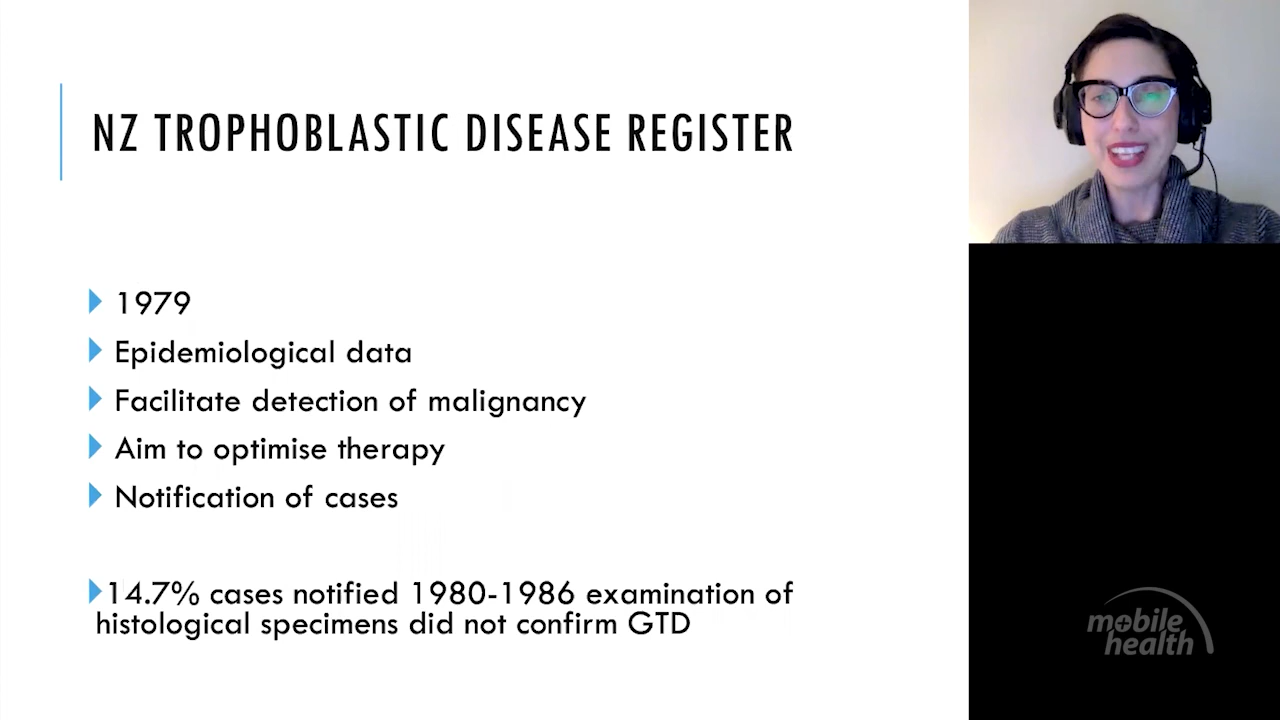 NZ TROPHOBLASTIC DISEASE REGISTER
1979
Epidemiological data
Facilitate detection of malignancy
Aim to optimise therapy
Notification of cases
14.7% cases notified 1980-1986 examination of
histological specimens did not confirm GTD
mobile
health